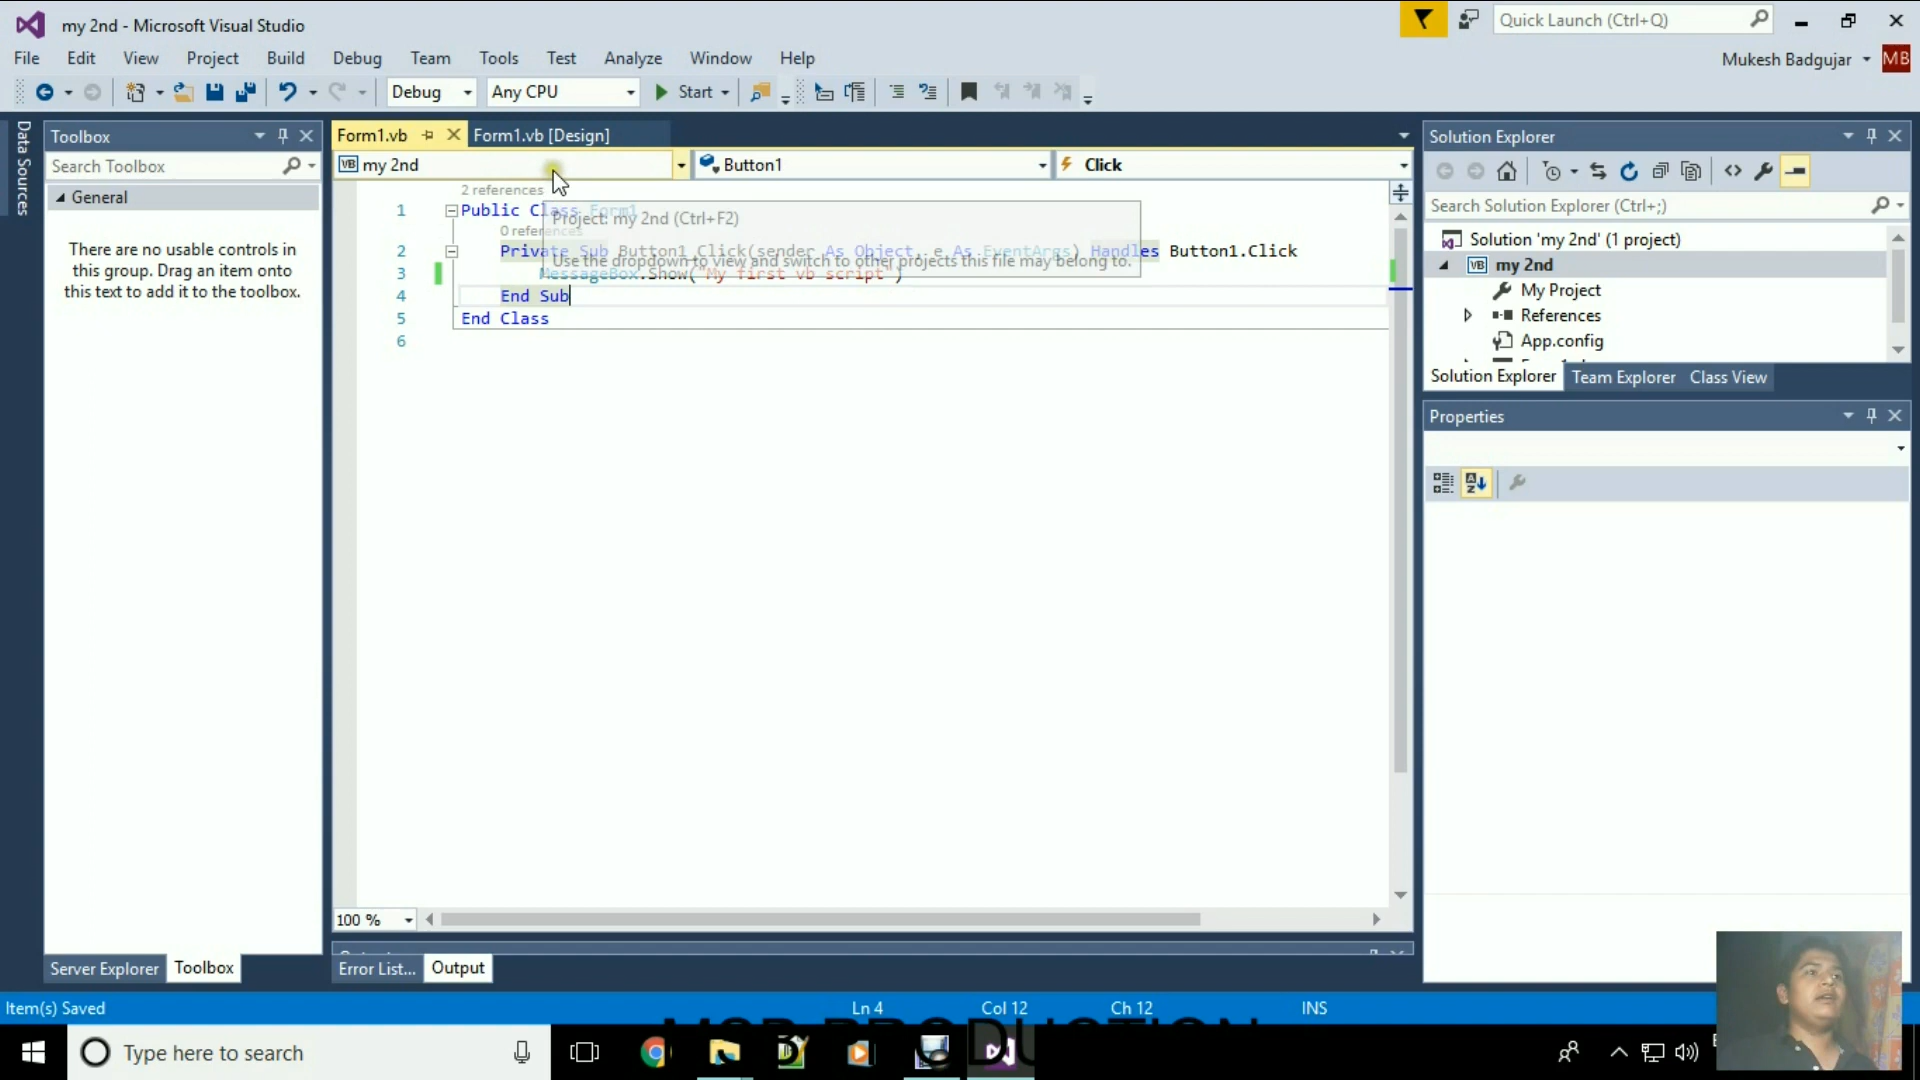 my 2nd - Microsoft Visual Studio
Quick Launch (Ctrl+Q)
File Edit View Project Build Debug Team Tools Test Analyze Window Help
Mukesh Badgujar MB
Debug Any CPU Start
Data Sources
Toolbox
Search Toolbox
General
There are no usable controls in
this group. Drag an item onto
this text to add it to the toolbox.
Server Explorer Toolbox
Form1.vb Form1.vb [Design]
VB my 2nd Button1 Click
2 references
1 Public Class Form1
Project: my 2nd (Ctrl+F2)
0 references
2 Private Sub Button1_Click(sender As Object, e As EventArgs) Handles Button1.Click
Use the dropdown to view and switch to other projects this file may belong to.
3 MessageBox.Show("My first vb script")
4 End Sub
5 End Class
6
100 %
Error List... Output
Solution Explorer
Search Solution Explorer (Ctrl+;)
Solution 'my 2nd' (1 project)
VB my 2nd
My Project
References
App.config
Solution Explorer Team Explorer Class View
Properties
Item(s) Saved Ln 4 Col 12 Ch 12 INS
Type here to search